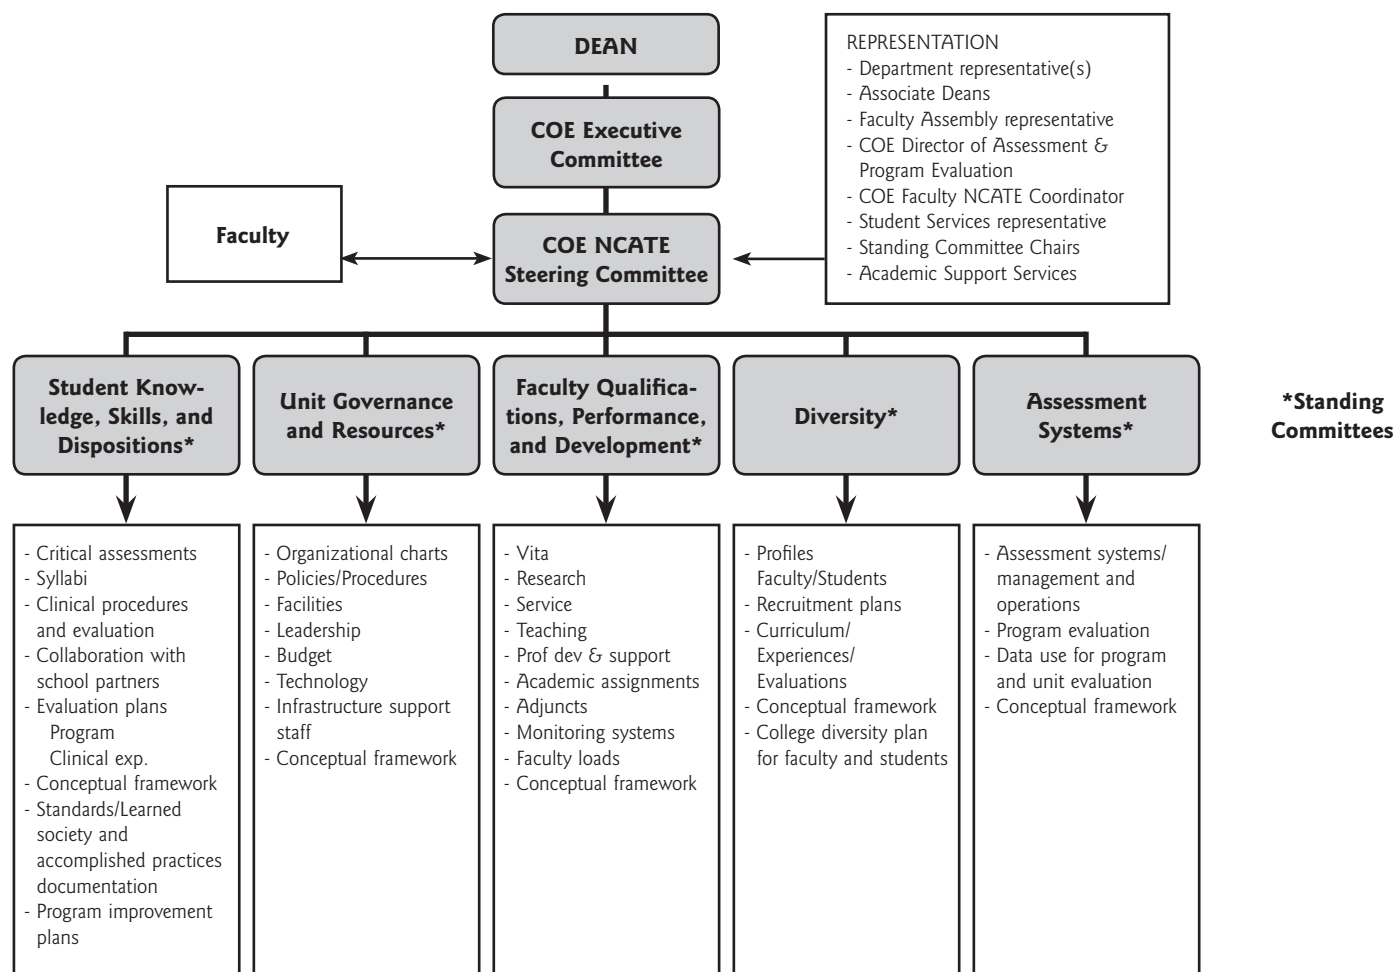 DEAN
COE Executive
Committee
COE NCATE
Steering Committee
Faculty
REPRESENTATION
- Department representative(s)
- Associate Deans
- Faculty Assembly representative
- COE Director of Assessment &
Program Evaluation
- COE Faculty NCATE Coordinator
- Student Services representative
- Standing Committee Chairs
- Academic Support Services
Student Know-
ledge, Skills, and
Dispositions*
Unit Governance
and Resources*
Faculty Qualifica-
tions, Performance,
and Development*
Diversity*
Assessment
Systems*
*Standing
Committees
- Critical assessments
- Syllabi
- Clinical procedures
and evaluation
- Collaboration with
school partners
- Evaluation plans
Program
Clinical exp.
- Conceptual framework
- Standards/Learned
society and
accomplished practices
documentation
- Program improvement
plans
- Organizational charts
- Policies/Procedures
- Facilities
- Leadership
- Budget
- Technology
- Infrastructure support
staff
- Conceptual framework
- Vita
- Research
- Service
- Teaching
- Prof dev & support
- Academic assignments
- Adjuncts
- Monitoring systems
- Faculty loads
- Conceptual framework
- Profiles
Faculty/Students
- Recruitment plans
- Curriculum/
Experiences/
Evaluations
- Conceptual framework
- College diversity plan
for faculty and students
- Assessment systems/
management and
operations
- Program evaluation
- Data use for program
and unit evaluation
- Conceptual framework